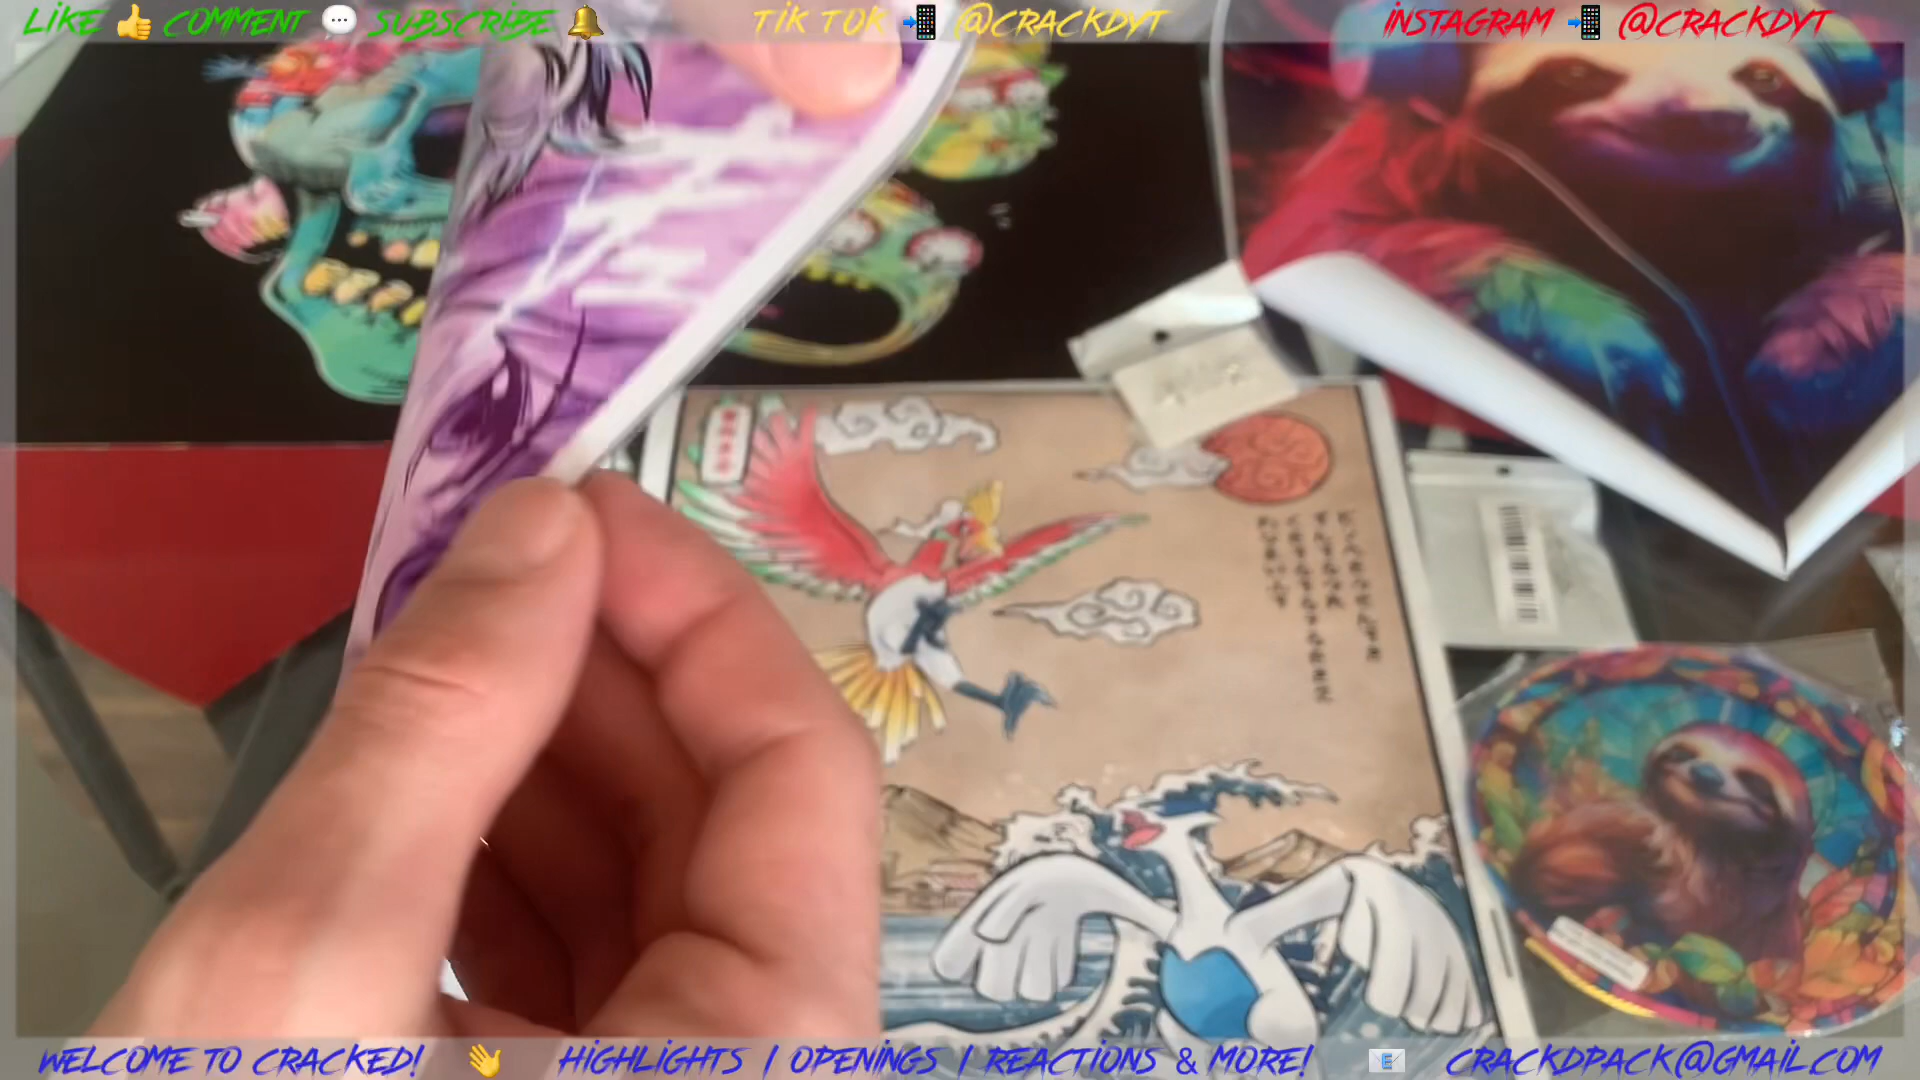 LIKE 👍 COMMENT 💬 SUBSCRIBE 🔔
TIK TOK 📲 @CRACKDYT
INSTAGRAM 📲 @CRACKDYT
WELCOME TO CRACKED! 👋 HIGHLIGHTS | OPENINGS | REACTIONS & MORE! 📧 CRACKDPACK@GMAIL.COM